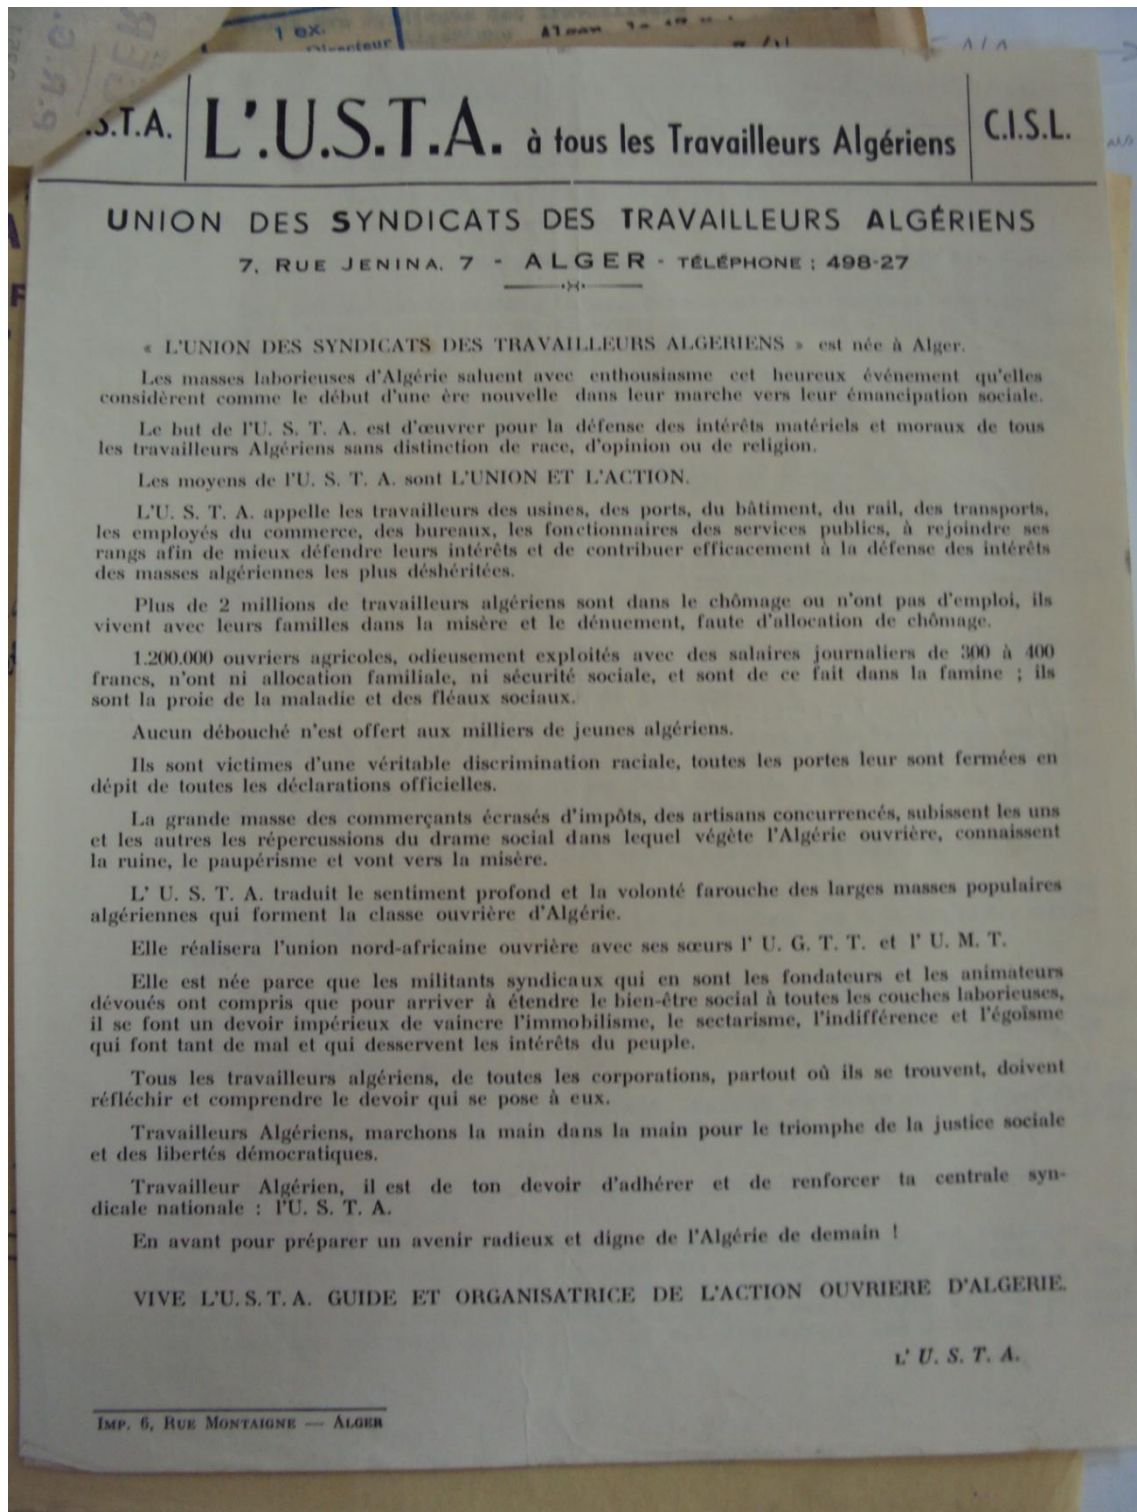 1 ex.
Directeur
P.R.G.
.S.T.A.
L'.U.S.T.A. à tous les Travailleurs Algériens
C.I.S.L.
UNION DES SYNDICATS DES TRAVAILLEURS ALGÉRIENS
7, RUE JENINA, 7 - ALGER - TÉLÉPHONE : 498-27
« L'UNION DES SYNDICATS DES TRAVAILLEURS ALGERIENS » est née à Alger.
Les masses laborieuses d'Algérie saluent avec enthousiasme cet heureux événement qu'elles
considèrent comme le début d'une ère nouvelle dans leur marche vers leur émancipation sociale.
Le but de l'U. S. T. A. est d'œuvrer pour la défense des intérêts matériels et moraux de tous
les travailleurs Algériens sans distinction de race, d'opinion ou de religion.
Les moyens de l'U. S. T. A. sont L'UNION ET L'ACTION.
L'U. S. T. A. appelle les travailleurs des usines, des ports, du bâtiment, du rail, des transports,
les employés du commerce, des bureaux, les fonctionnaires des services publics, à rejoindre ses
rangs afin de mieux défendre leurs intérêts et de contribuer efficacement à la défense des intérêts
des masses algériennes les plus déshéritées.
Plus de 2 millions de travailleurs algériens sont dans le chômage ou n'ont pas d'emploi, ils
vivent avec leurs familles dans la misère et le dénuement, faute d'allocation de chômage.
1.200.000 ouvriers agricoles, odieusement exploités avec des salaires journaliers de 300 à 400
francs, n'ont ni allocation familiale, ni sécurité sociale, et sont de ce fait dans la famine ; ils
sont la proie de la maladie et des fléaux sociaux.
Aucun débouché n'est offert aux milliers de jeunes algériens.
Ils sont victimes d'une véritable discrimination raciale, toutes les portes leur sont fermées en
dépit de toutes les déclarations officielles.
La grande masse des commerçants écrasés d'impôts, des artisans concurrencés, subissent les uns
et les autres les répercussions du drame social dans lequel végète l'Algérie ouvrière, connaissent
la ruine, le paupérisme et vont vers la misère.
L' U. S. T. A. traduit le sentiment profond et la volonté farouche des larges masses populaires
algériennes qui forment la classe ouvrière d'Algérie.
Elle réalisera l'union nord-africaine ouvrière avec ses sœurs l' U. G. T. T. et l' U. M. T.
Elle est née parce que les militants syndicaux qui en sont les fondateurs et les animateurs
dévoués ont compris que pour arriver à étendre le bien-être social à toutes les couches laborieuses,
il se font un devoir impérieux de vaincre l'immobilisme, le sectarisme, l'indifférence et l'égoïsme
qui font tant de mal et qui desservent les intérêts du peuple.
Tous les travailleurs algériens, de toutes les corporations, partout où ils se trouvent, doivent
réfléchir et comprendre le devoir qui se pose à eux.
Travailleurs Algériens, marchons la main dans la main pour le triomphe de la justice sociale
et des libertés démocratiques.
Travailleur Algérien, il est de ton devoir d'adhérer et de renforcer ta centrale syn-
dicale nationale : l'U. S. T. A.
En avant pour préparer un avenir radieux et digne de l'Algérie de demain !
VIVE L'U. S. T. A. GUIDE ET ORGANISATRICE DE L'ACTION OUVRIERE D'ALGERIE.
L' U. S. T. A.
IMP. 6, RUE MONTAIGNE — ALGER